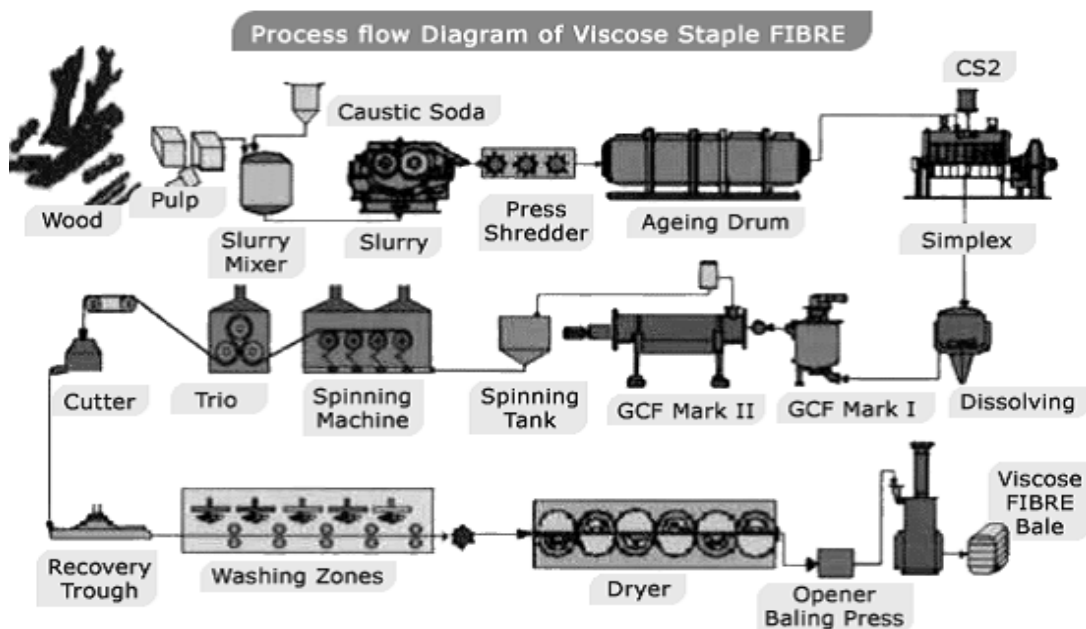 Process flow Diagram of Viscose Staple FIBRE
CS2
Caustic Soda
Wood
Pulp
Slurry
Mixer
Slurry
Press
Shredder
Ageing Drum
Simplex
Cutter
Trio
Spinning
Machine
Spinning
Tank
GCF Mark II
GCF Mark I
Dissolving
Viscose
FIBRE
Bale
Recovery
Trough
Washing Zones
Dryer
Opener
Baling Press